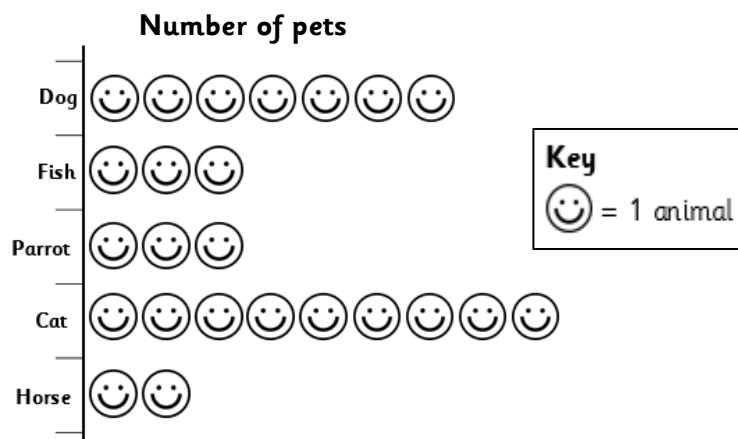 Number of pets
Dog
Fish
Parrot
Cat
Horse
Key
= 1 animal